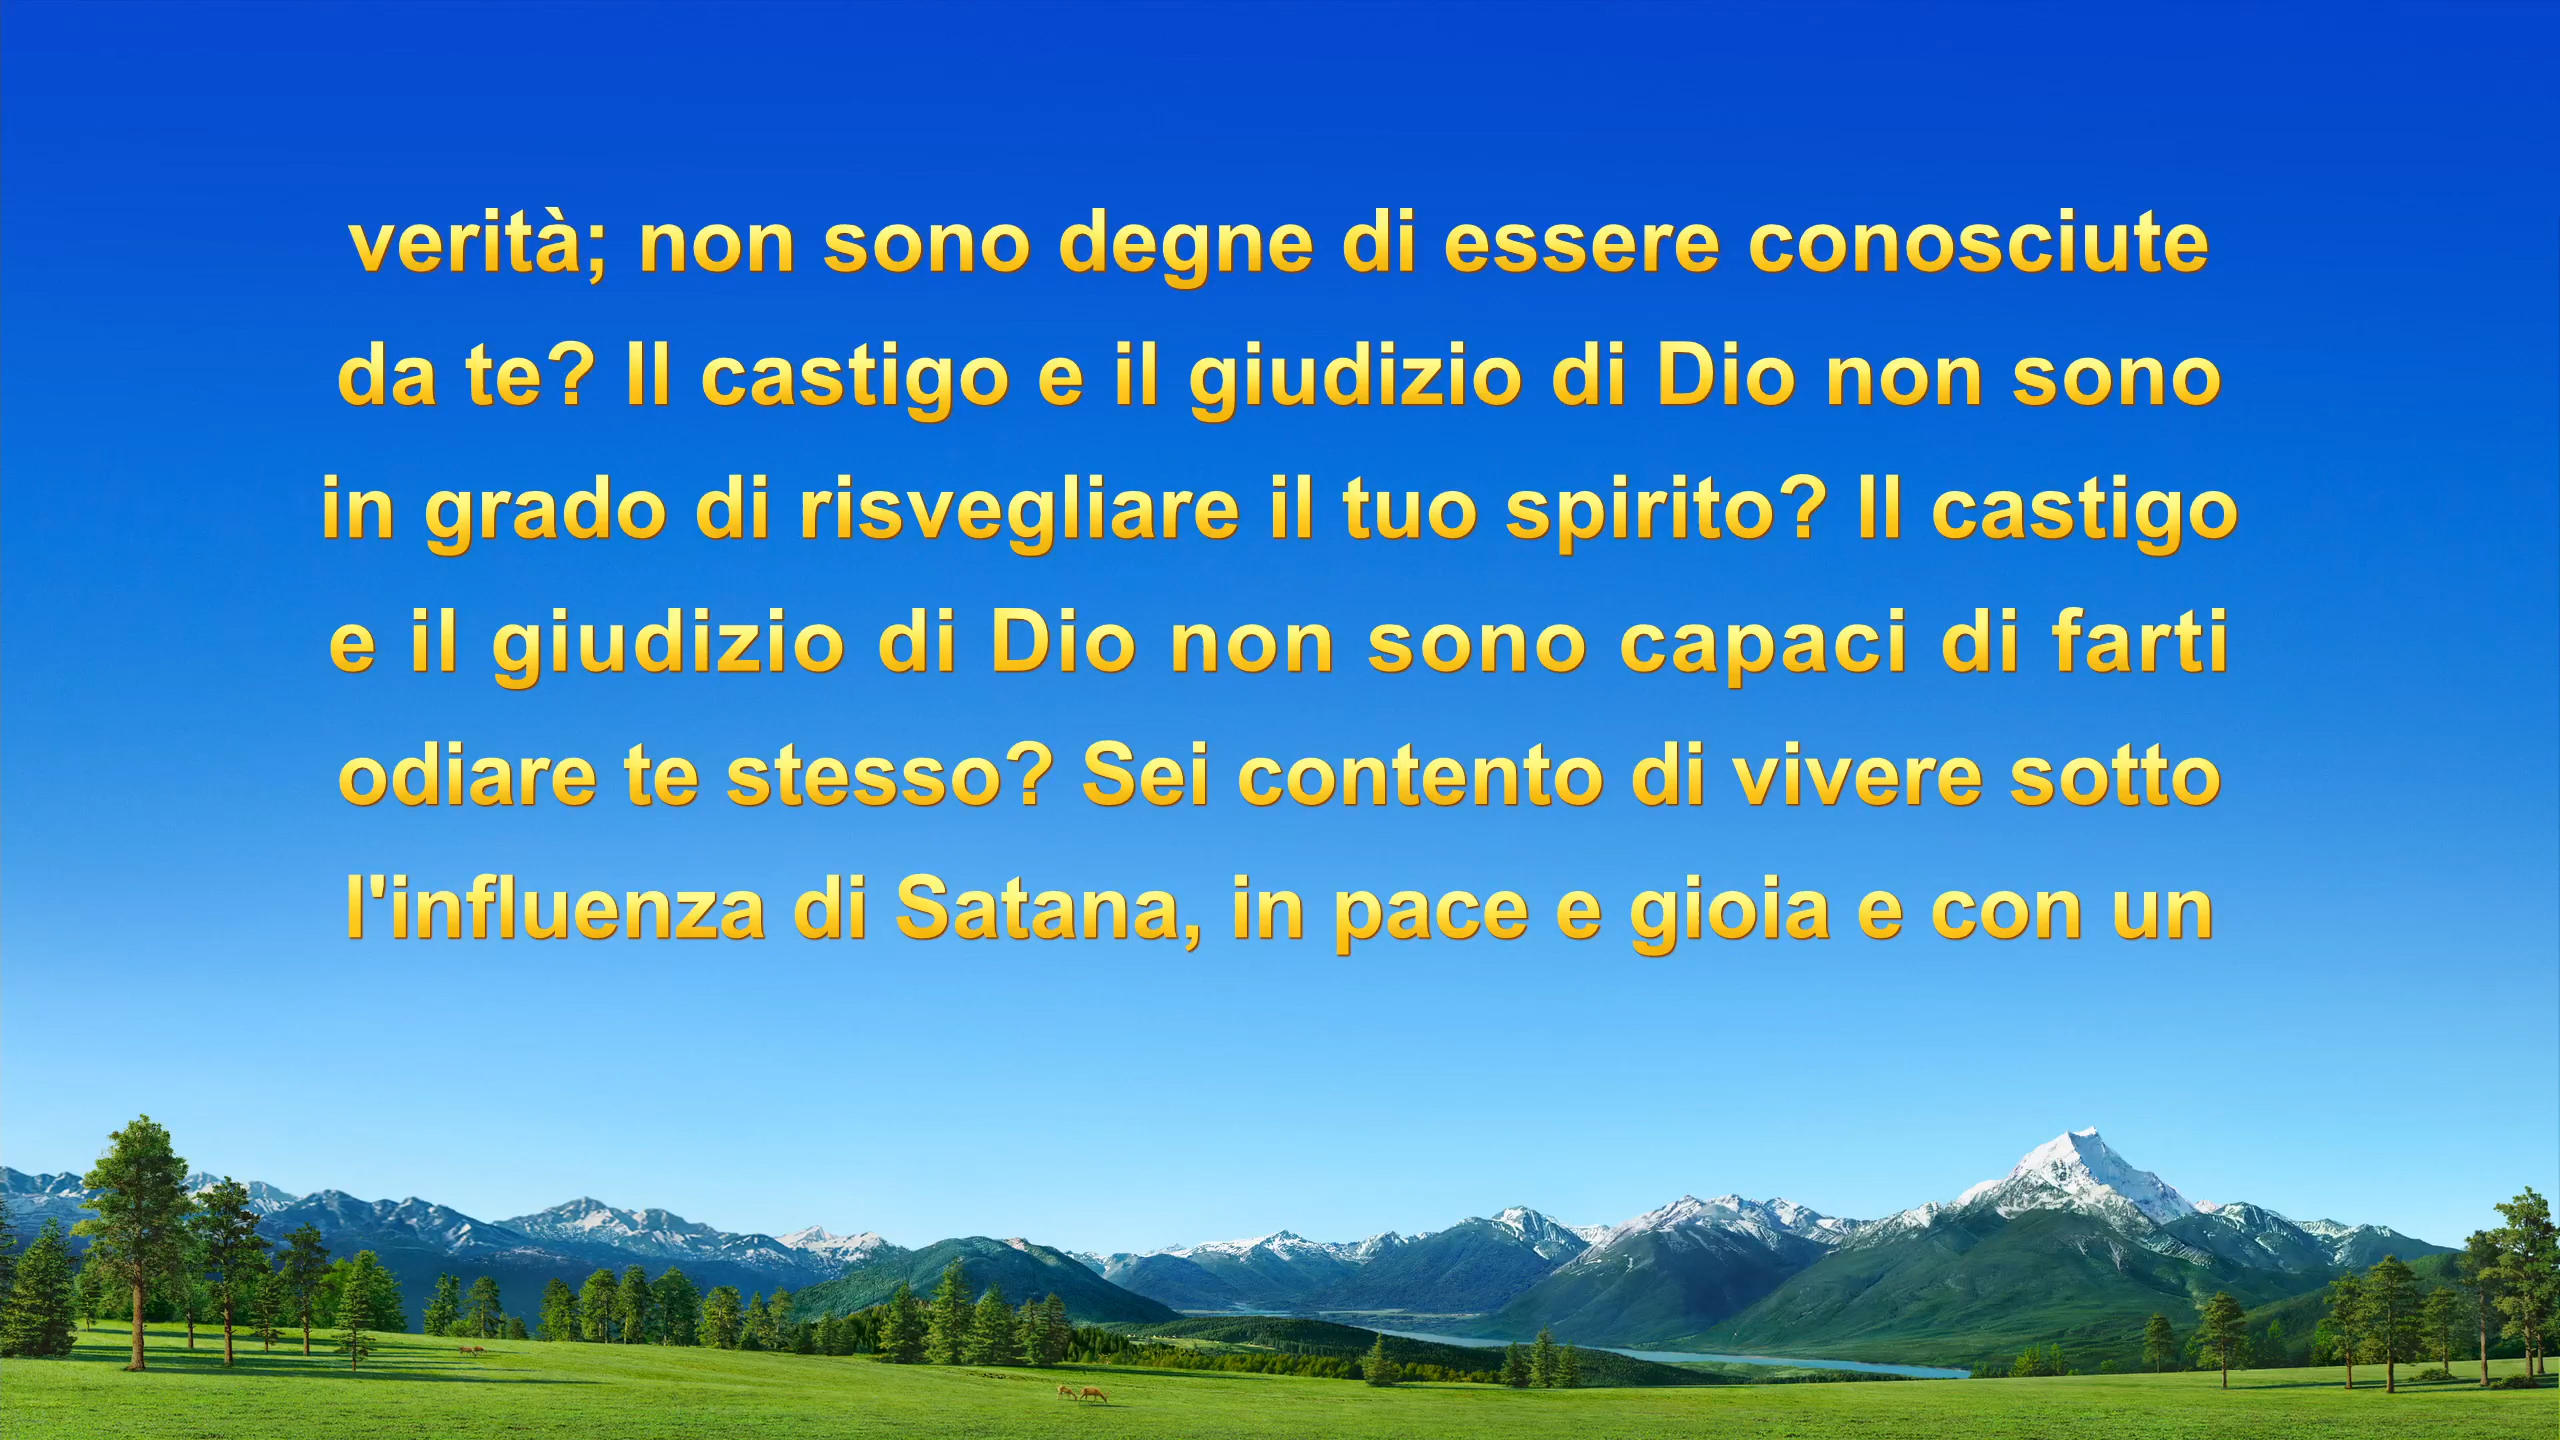 verità; non sono degne di essere conosciute
da te? Il castigo e il giudizio di Dio non sono
in grado di risvegliare il tuo spirito? Il castigo
e il giudizio di Dio non sono capaci di farti
odiare te stesso? Sei contento di vivere sotto
l'influenza di Satana, in pace e gioia e con un